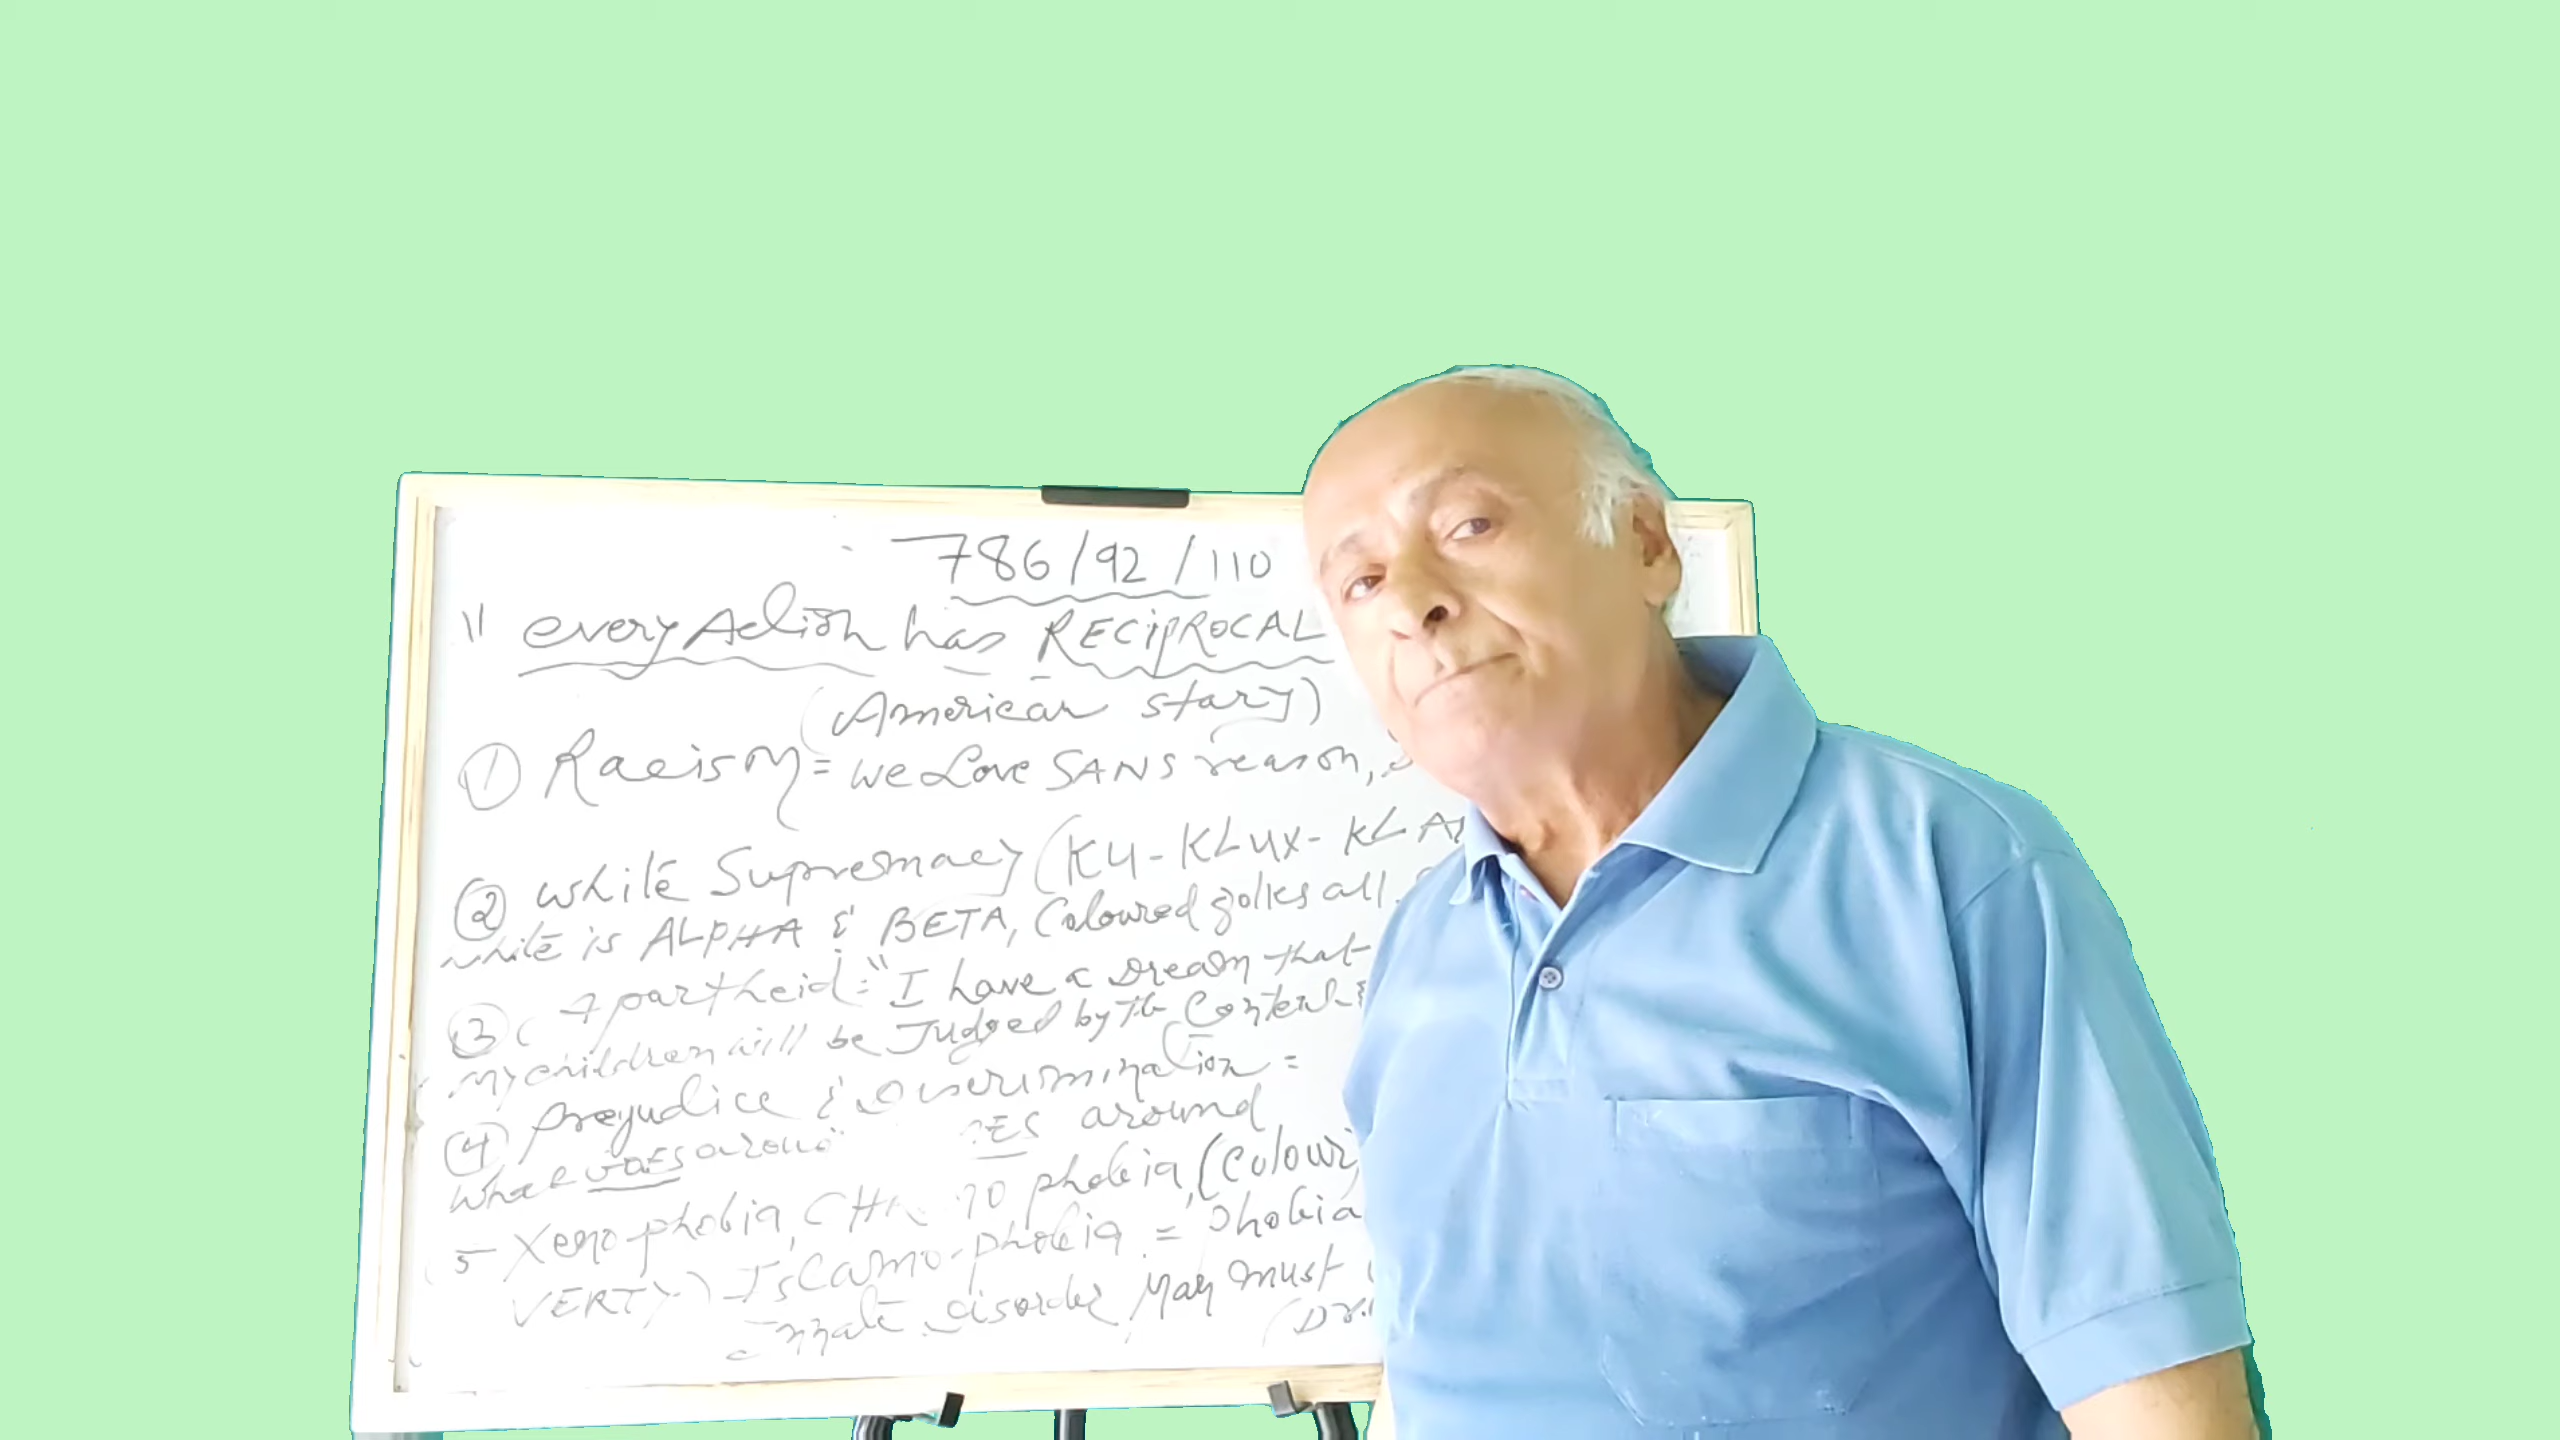 786/92/110
" every Action has RECIPROCAL
(American story)
① Racism = we Love SANS reason,
② white Supremacy (KU-KLUX-KLA
white is ALPHA & BETA, Coloured folks all
③ Apartheid = "I have a dream that
my children will be Judged by the Content
④ prejudice & Discrimination =
what GOES around around
5- Xeno-phobia, phobia, (Colour,
VERTY) Islamo-phobia = phobia
innate disorder May must
(Dr.